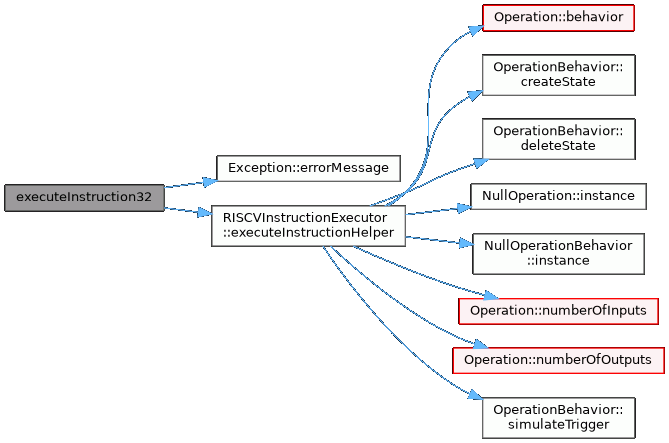 executeInstruction32
Exception::errorMessage
RISCVInstructionExecutor
::executeInstructionHelper
Operation::behavior
OperationBehavior::
createState
OperationBehavior::
deleteState
NullOperation::instance
NullOperationBehavior
::instance
Operation::numberOfInputs
Operation::numberOfOutputs
OperationBehavior::
simulateTrigger